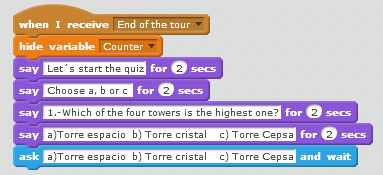 when I receive End of the tour
hide variable Counter
say Let´s start the quiz for 2 secs
say Choose a, b or c for 2 secs
say 1.-Which of the four towers is the highest one? for 2 secs
say a)Torre espacio b) Torre cristal c) Torre Cepsa for 2 secs
ask a)Torre espacio b) Torre cristal c) Torre Cepsa and wait